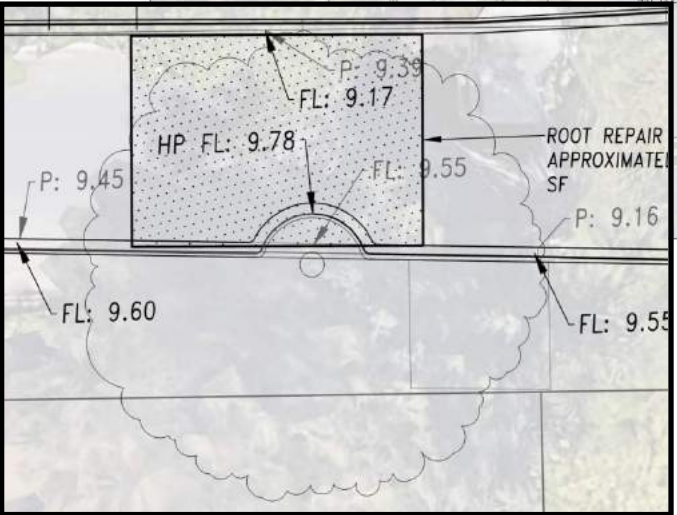 P: 9.39
FL: 9.17
HP FL: 9.78
FL: 9.55
ROOT REPAIR
SF
P: 9.45
P: 9.16
FL: 9.60
FL: 9.55